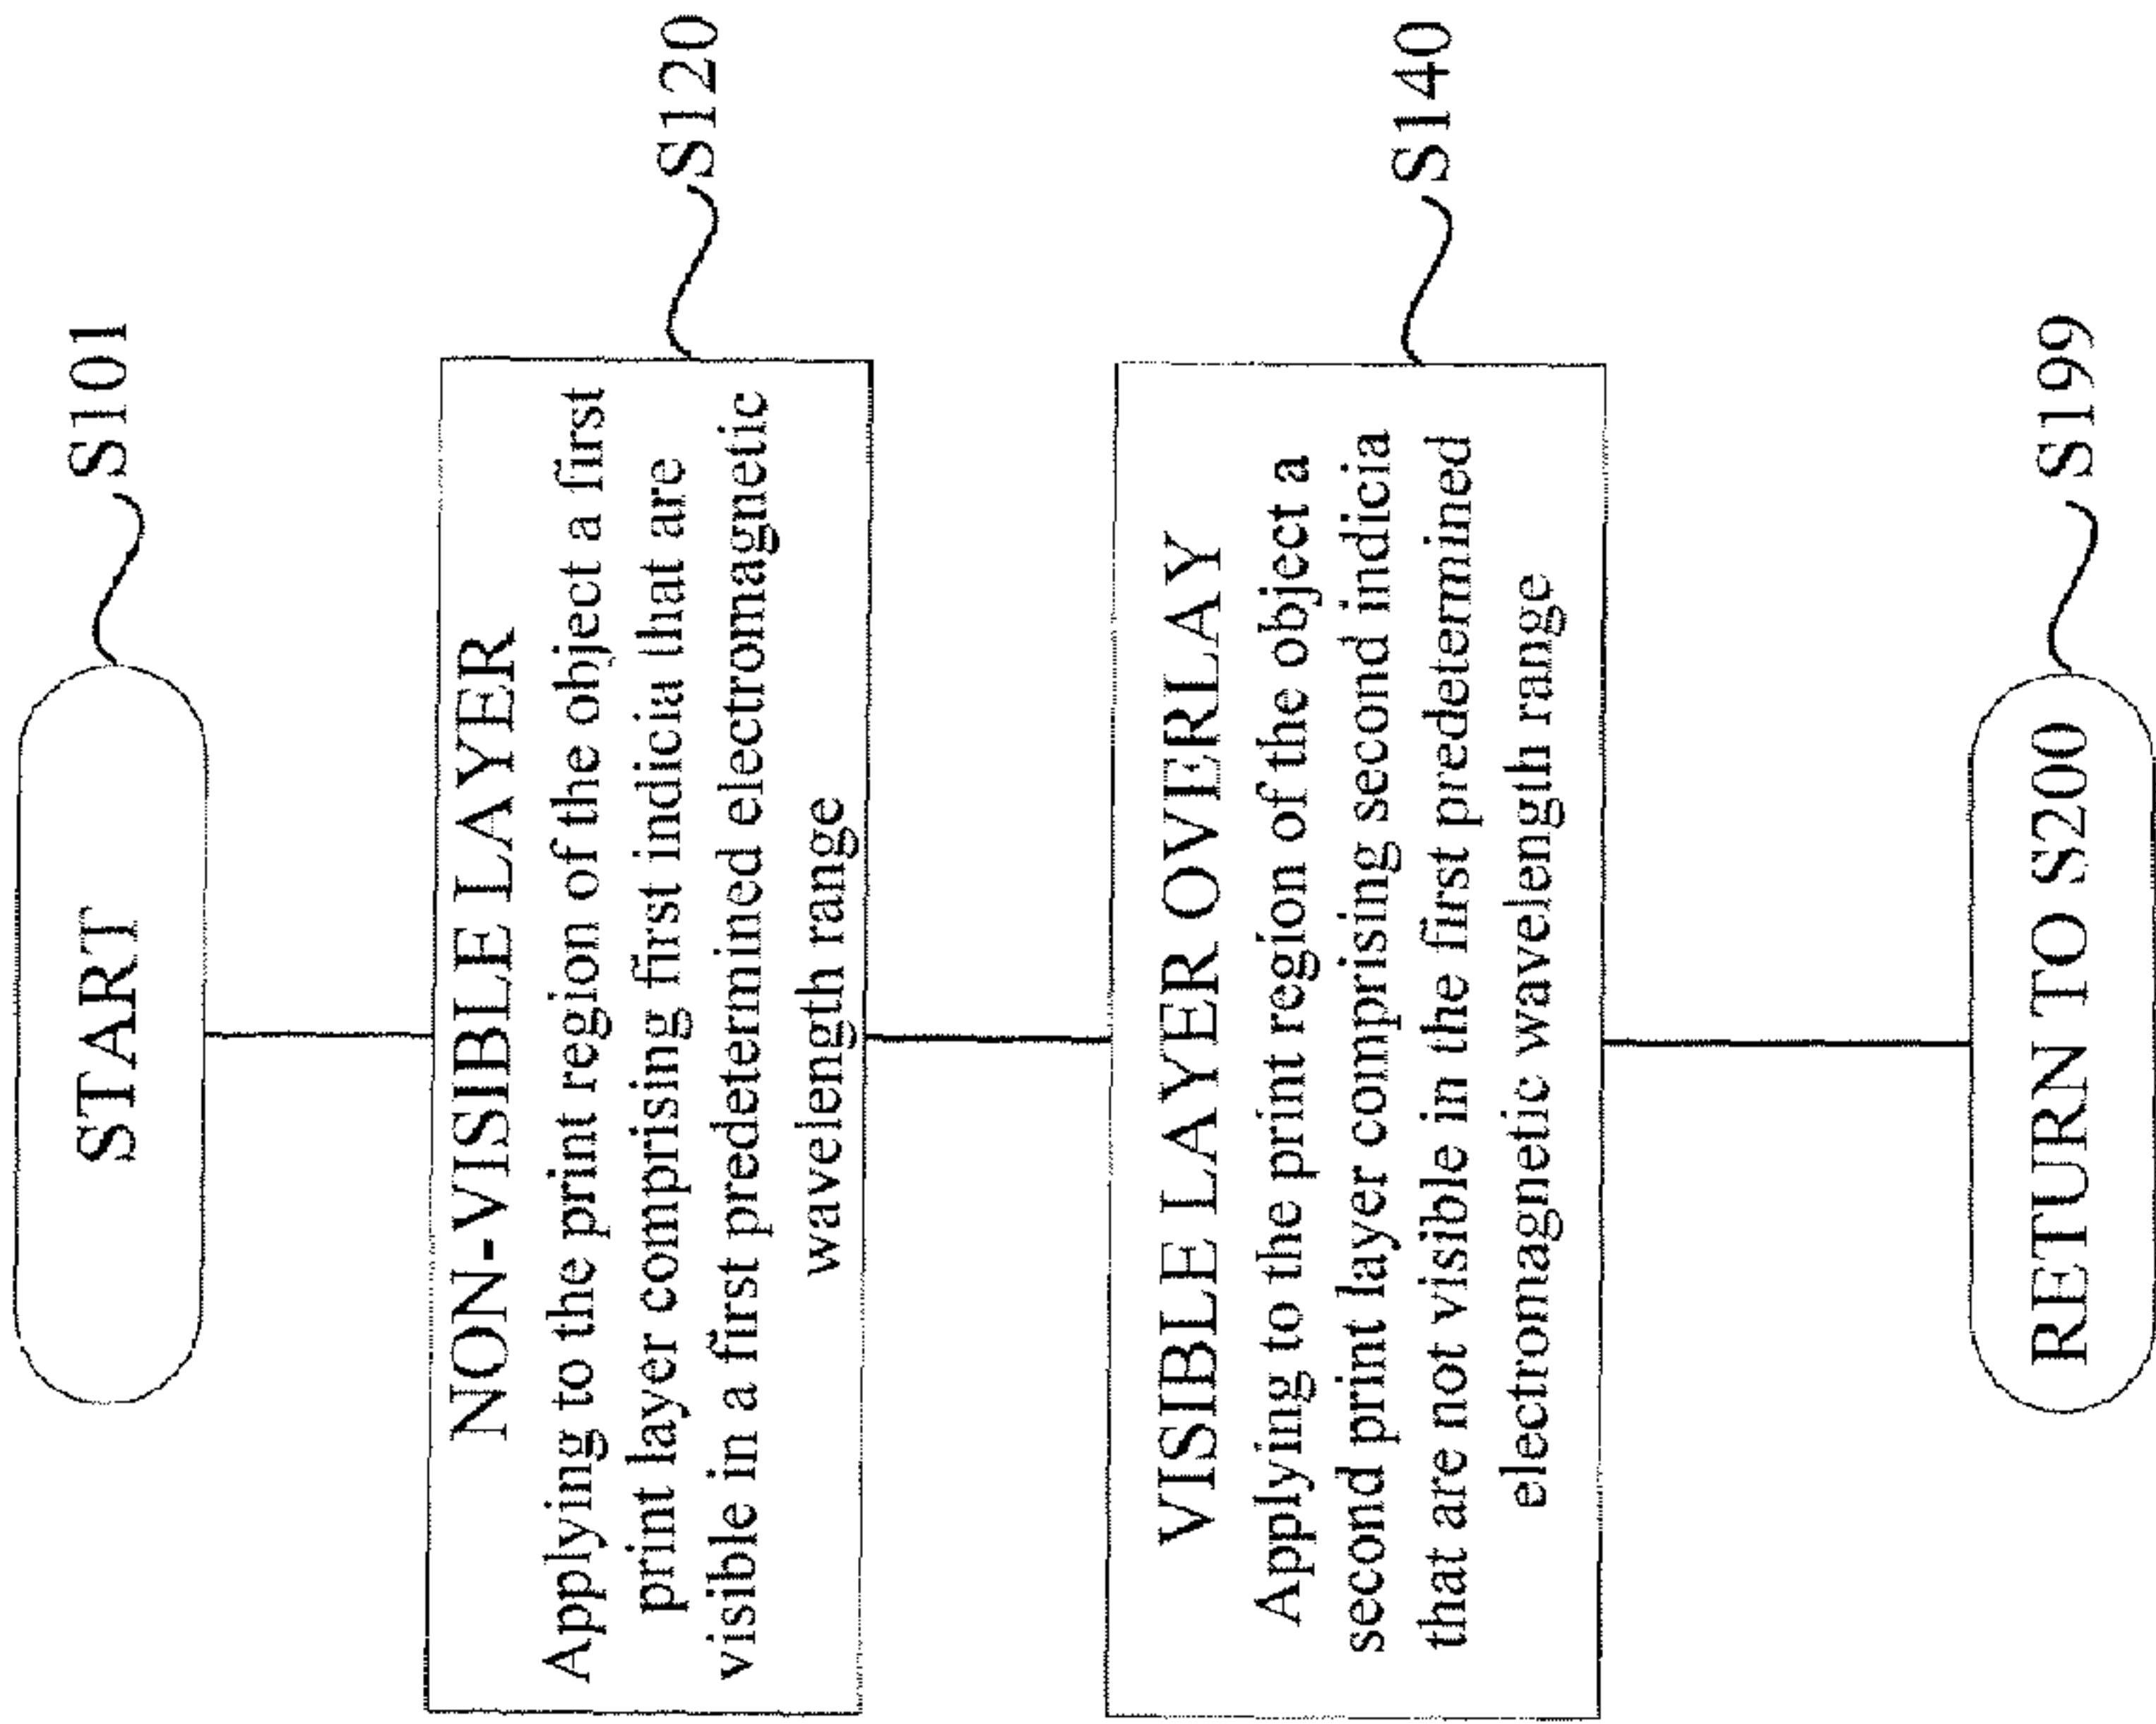 START
S101
NON-VISIBLE LAYER
Applying to the print region of the object a first
print layer comprising first indicia that are
visible in a first predetermined electromagnetic
wavelength range
S120
VISIBLE LAYER OVERLAY
Applying to the print region of the object a
second print layer comprising second indicia
that are not visible in the first predetermined
electromagnetic wavelength range
S140
RETURN TO S200
S199